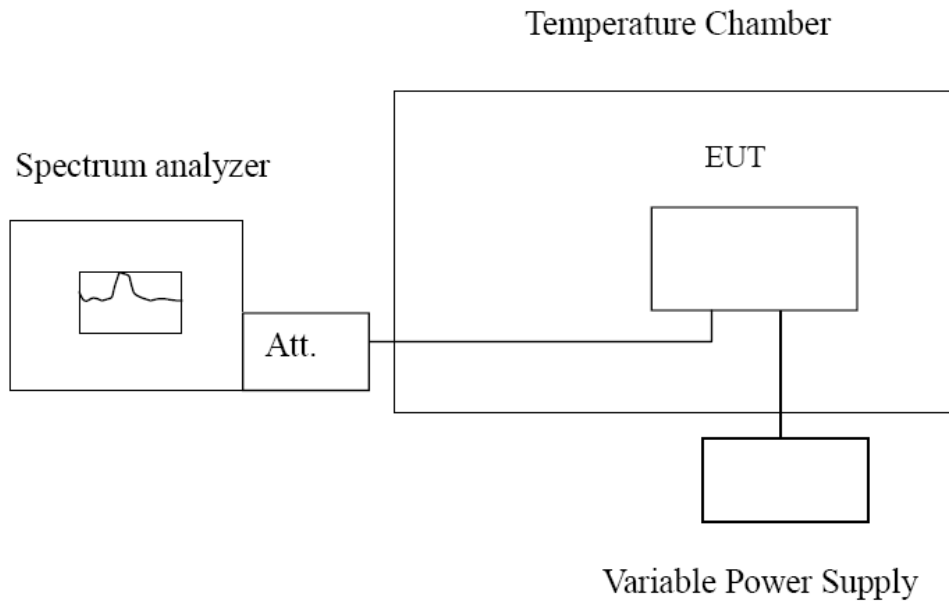 Temperature Chamber
Spectrum analyzer
EUT
Att.
Variable Power Supply